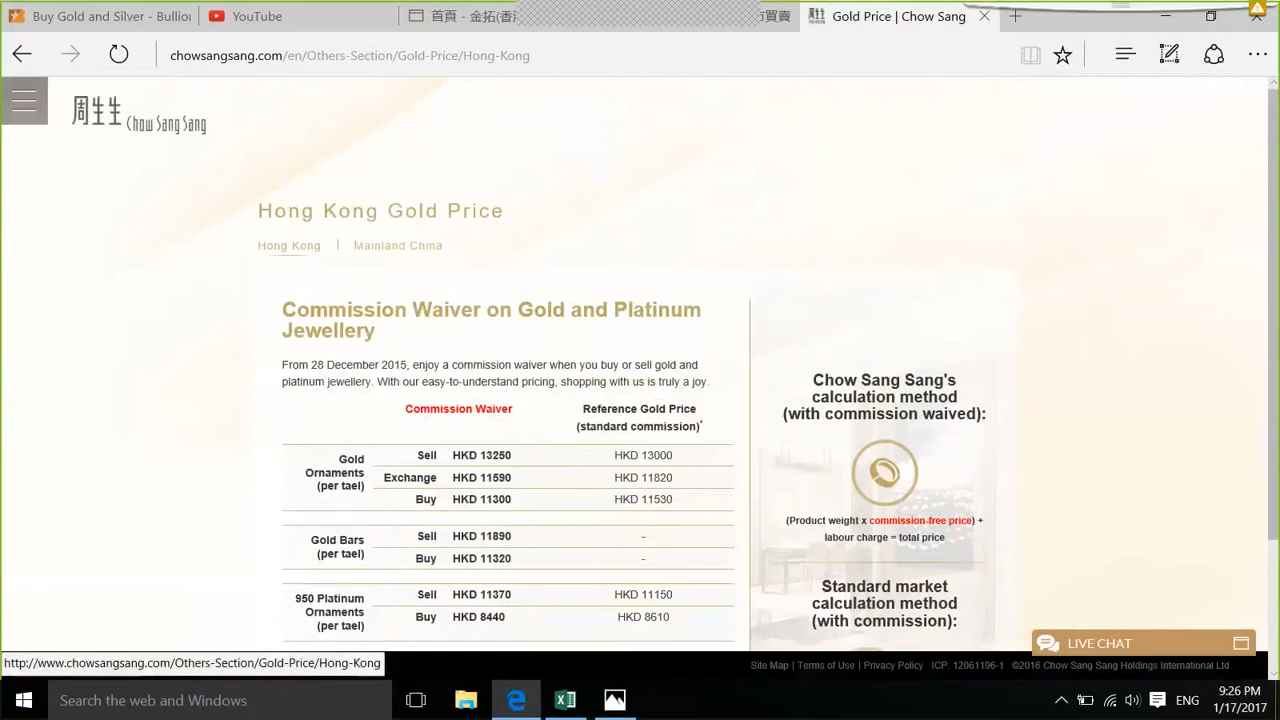 Buy Gold and Silver - Bullio
YouTube
首頁 - 金拓(香
市買賣
Gold Price | Chow Sang
chowsangsang.com/en/Others-Section/Gold-Price/Hong-Kong
周生生 Chow Sang Sang
Hong Kong Gold Price
Hong Kong | Mainland China
Commission Waiver on Gold and Platinum
Jewellery
From 28 December 2015, enjoy a commission waiver when you buy or sell gold and
platinum jewellery. With our easy-to-understand pricing, shopping with us is truly a joy.
Commission Waiver
Reference Gold Price
(standard commission)*
Gold
Ornaments
(per tael)
Sell HKD 13250 HKD 13000
Exchange HKD 11590 HKD 11820
Buy HKD 11300 HKD 11530
Gold Bars
(per tael)
Sell HKD 11890 -
Buy HKD 11320 -
950 Platinum
Ornaments
(per tael)
Sell HKD 11370 HKD 11150
Buy HKD 8440 HKD 8610
Chow Sang Sang's
calculation method
(with commission waived):
(Product weight x commission-free price) +
labour charge = total price
Standard market
calculation method
(with commission):
LIVE CHAT
http://www.chowsangsang.com/Others-Section/Gold-Price/Hong-Kong
Site Map | Terms of Use | Privacy Policy ICP: 12061196-1 ©2016 Chow Sang Sang Holdings International Ltd
Search the web and Windows
ENG
9:26 PM
1/17/2017